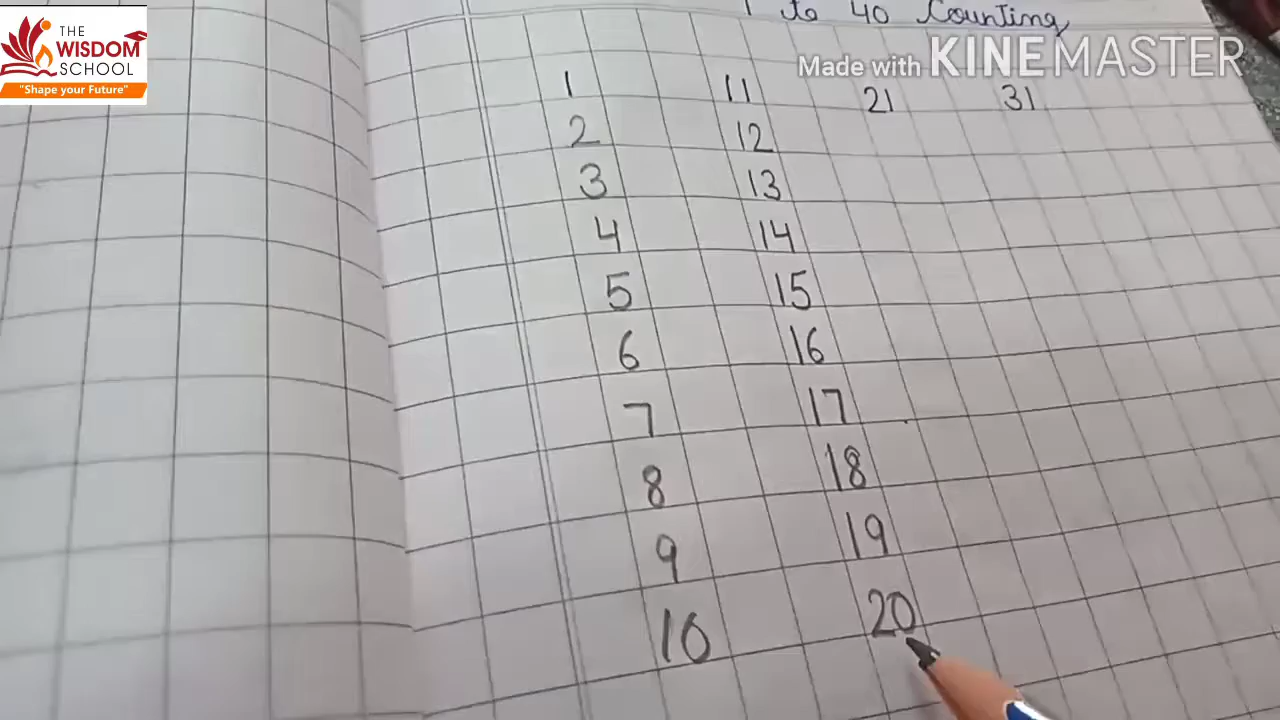 THE
WISDOM
SCHOOL
"Shape your Future"
1 to 40 Counting
Made with KINEMASTER
1 11 21 31
2 12
3 13
4 14
5 15
6 16
7 17
8 18
9 19
10 20